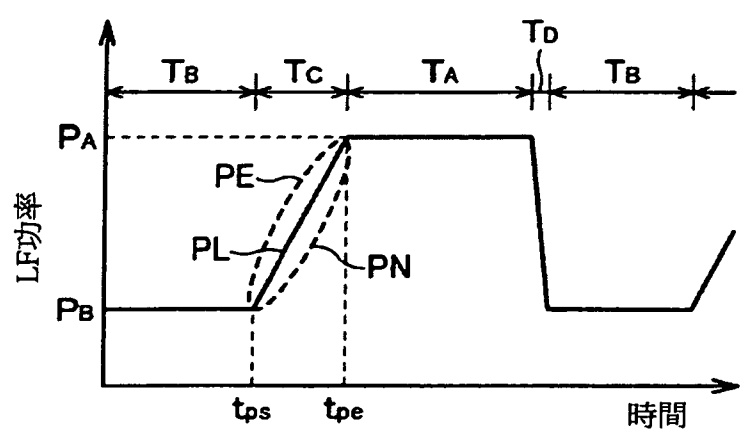 TD
TB TC TA TB
PA
PE
PL
PN
PB
LF功率
tps tpe
時間